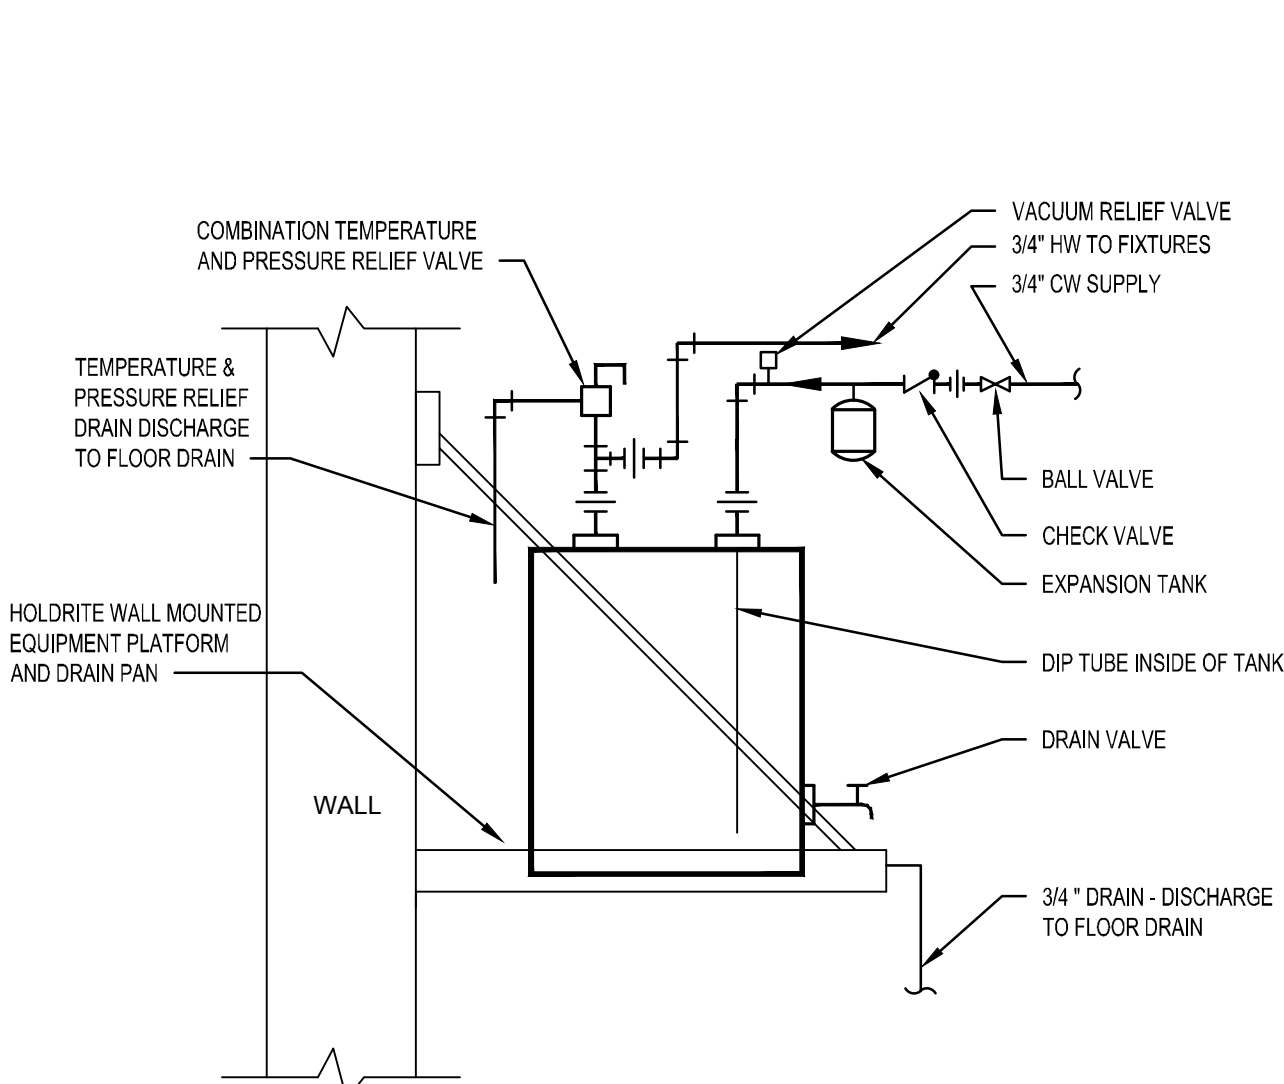 COMBINATION TEMPERATURE
AND PRESSURE RELIEF VALVE
VACUUM RELIEF VALVE
3/4" HW TO FIXTURES
3/4" CW SUPPLY
TEMPERATURE &
PRESSURE RELIEF
DRAIN DISCHARGE
TO FLOOR DRAIN
BALL VALVE
CHECK VALVE
EXPANSION TANK
HOLDRITE WALL MOUNTED
EQUIPMENT PLATFORM
AND DRAIN PAN
DIP TUBE INSIDE OF TANK
DRAIN VALVE
WALL
3/4 " DRAIN - DISCHARGE
TO FLOOR DRAIN